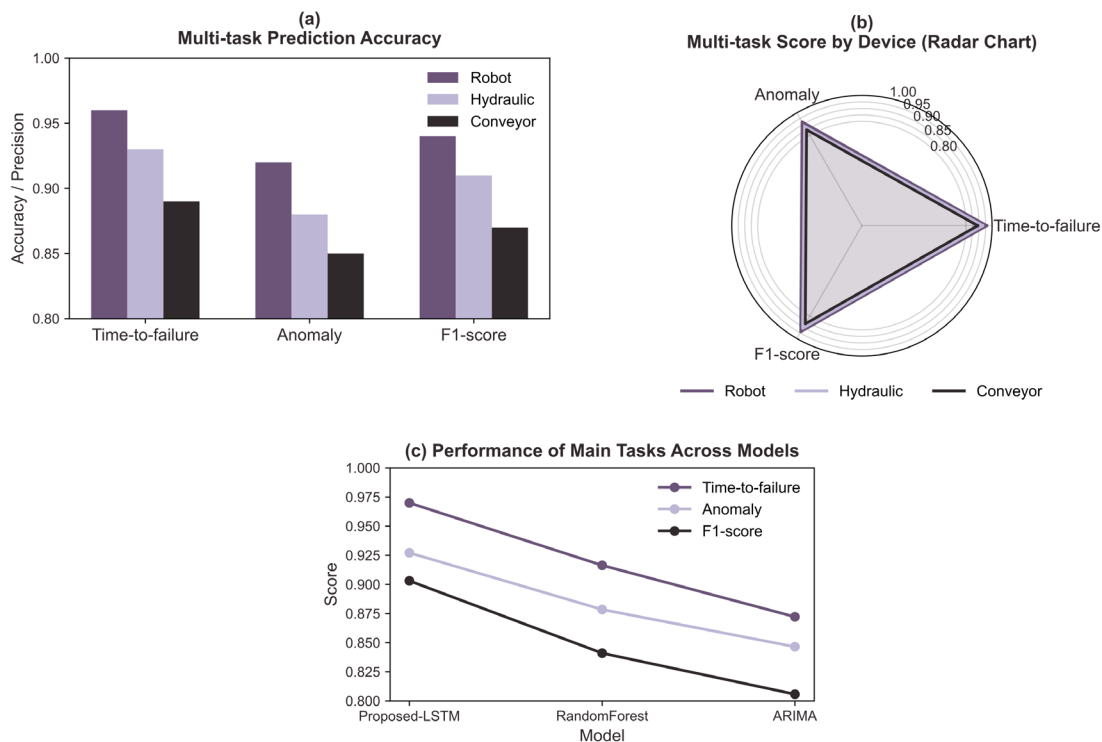 (a)
Multi-task Prediction Accuracy
1.00
0.95
0.90
0.85
0.80
Accuracy / Precision
Robot
Hydraulic
Conveyor
Time-to-failure
Anomaly
F1-score
(b)
Multi-task Score by Device (Radar Chart)
Anomaly
1.00
0.95
0.90
0.85
0.80
Time-to-failure
F1-score
Robot
Hydraulic
Conveyor
(c) Performance of Main Tasks Across Models
1.000
0.975
0.950
0.925
0.900
0.875
0.850
0.825
0.800
Score
Time-to-failure
Anomaly
F1-score
Proposed-LSTM
RandomForest
ARIMA
Model